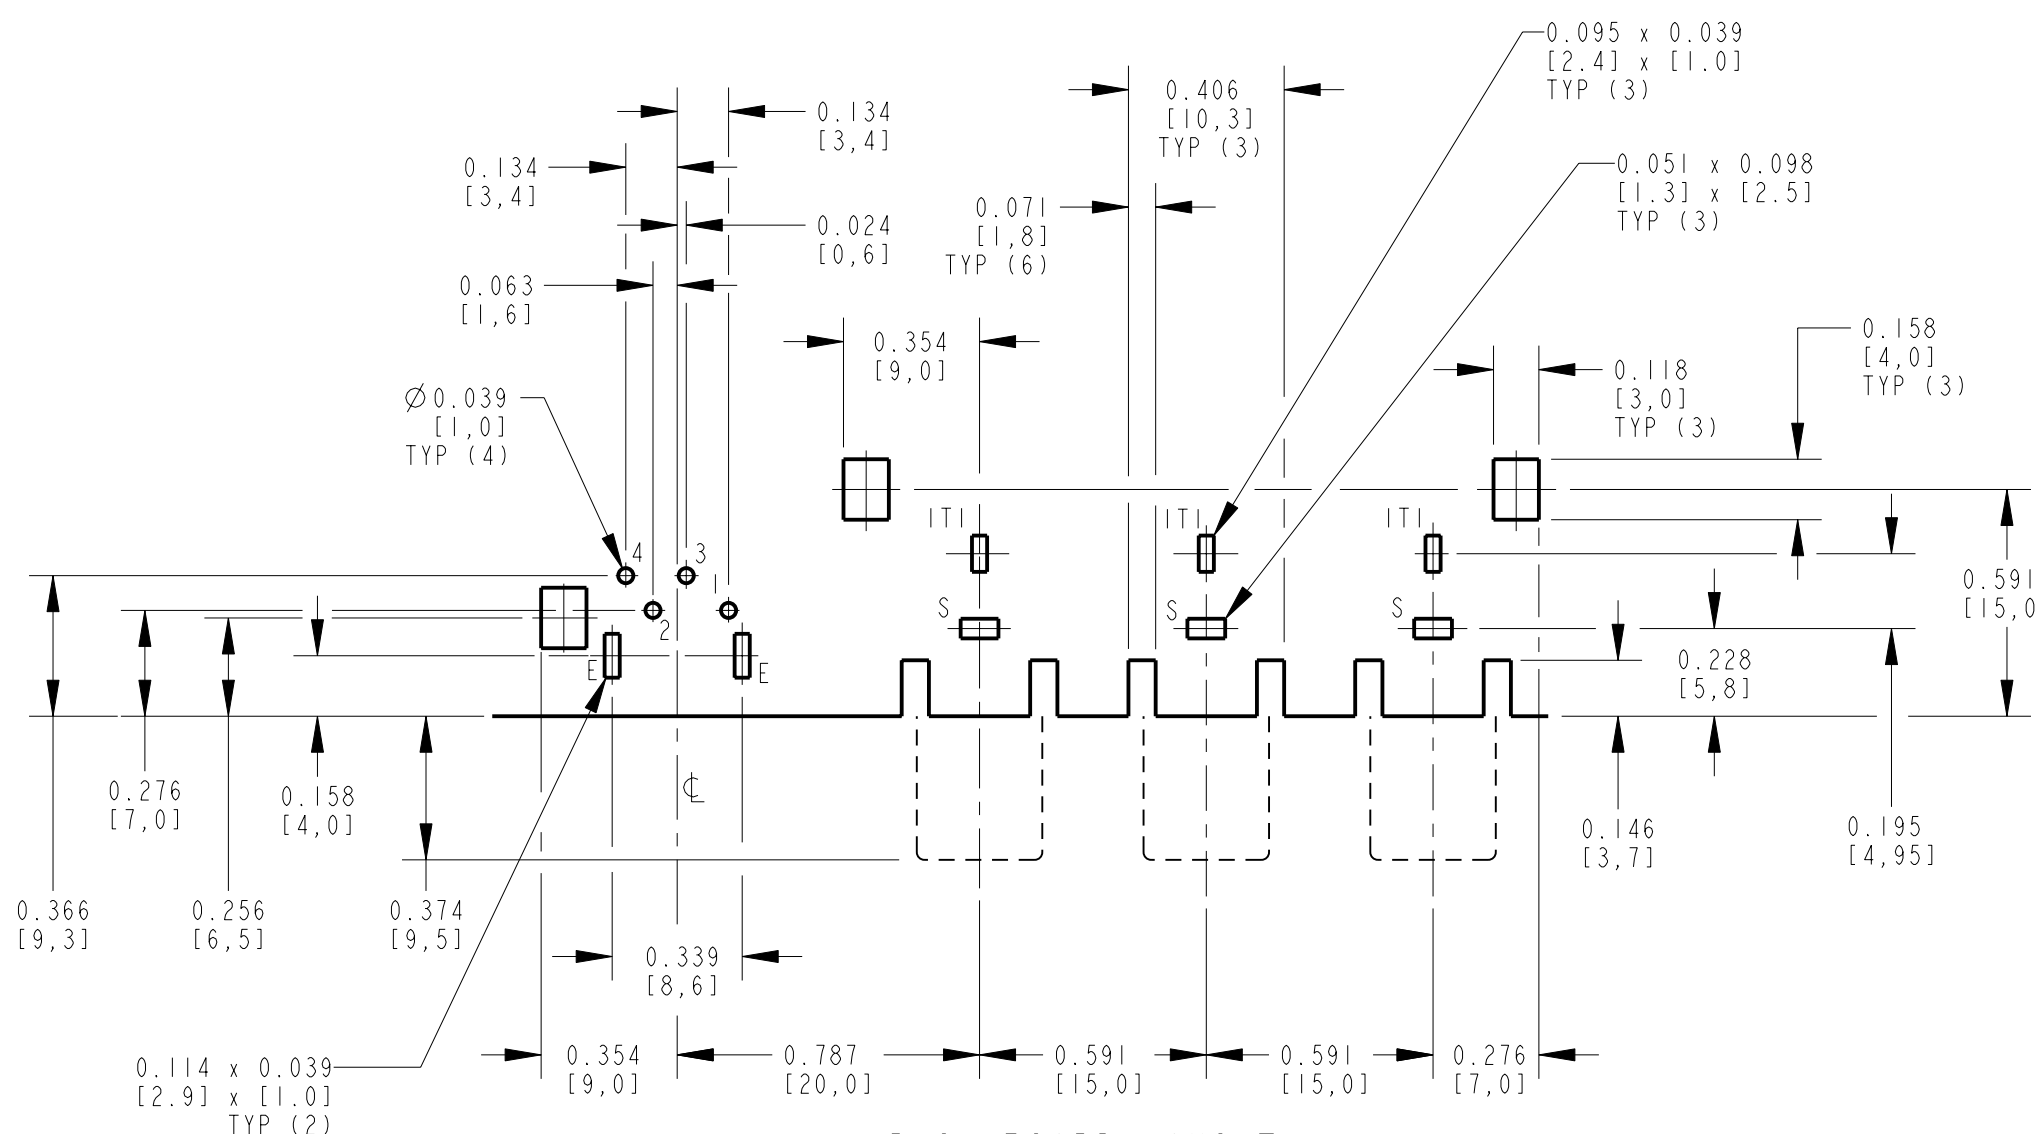 0.095 x 0.039
[2.4] x [1.0]
TYP (3)
0.406
[10,3]
TYP (3)
0.134
[3,4]
0.134
[3,4]
0.051 x 0.098
[1.3] x [2.5]
TYP (3)
0.071
[1,8]
TYP (6)
0.024
[0,6]
0.063
[1,6]
0.354
[9,0]
0.158
[4,0]
TYP (3)
0.118
[3,0]
TYP (3)
Ø0.039
[1,0]
TYP (4)
1T1
1T1
1T1
4
3
1
2
S
S
S
E
E
0.591
[15,0
0.228
[5,8]
℄
0.276
[7,0]
0.158
[4,0]
0.146
[3,7]
0.195
[4,95]
0.366
[9,3]
0.256
[6,5]
0.374
[9,5]
0.339
[8,6]
0.354
[9,0]
0.787
[20,0]
0.591
[15,0]
0.591
[15,0]
0.276
[7,0]
0.114 x 0.039
[2.9] x [1.0]
TYP (2)